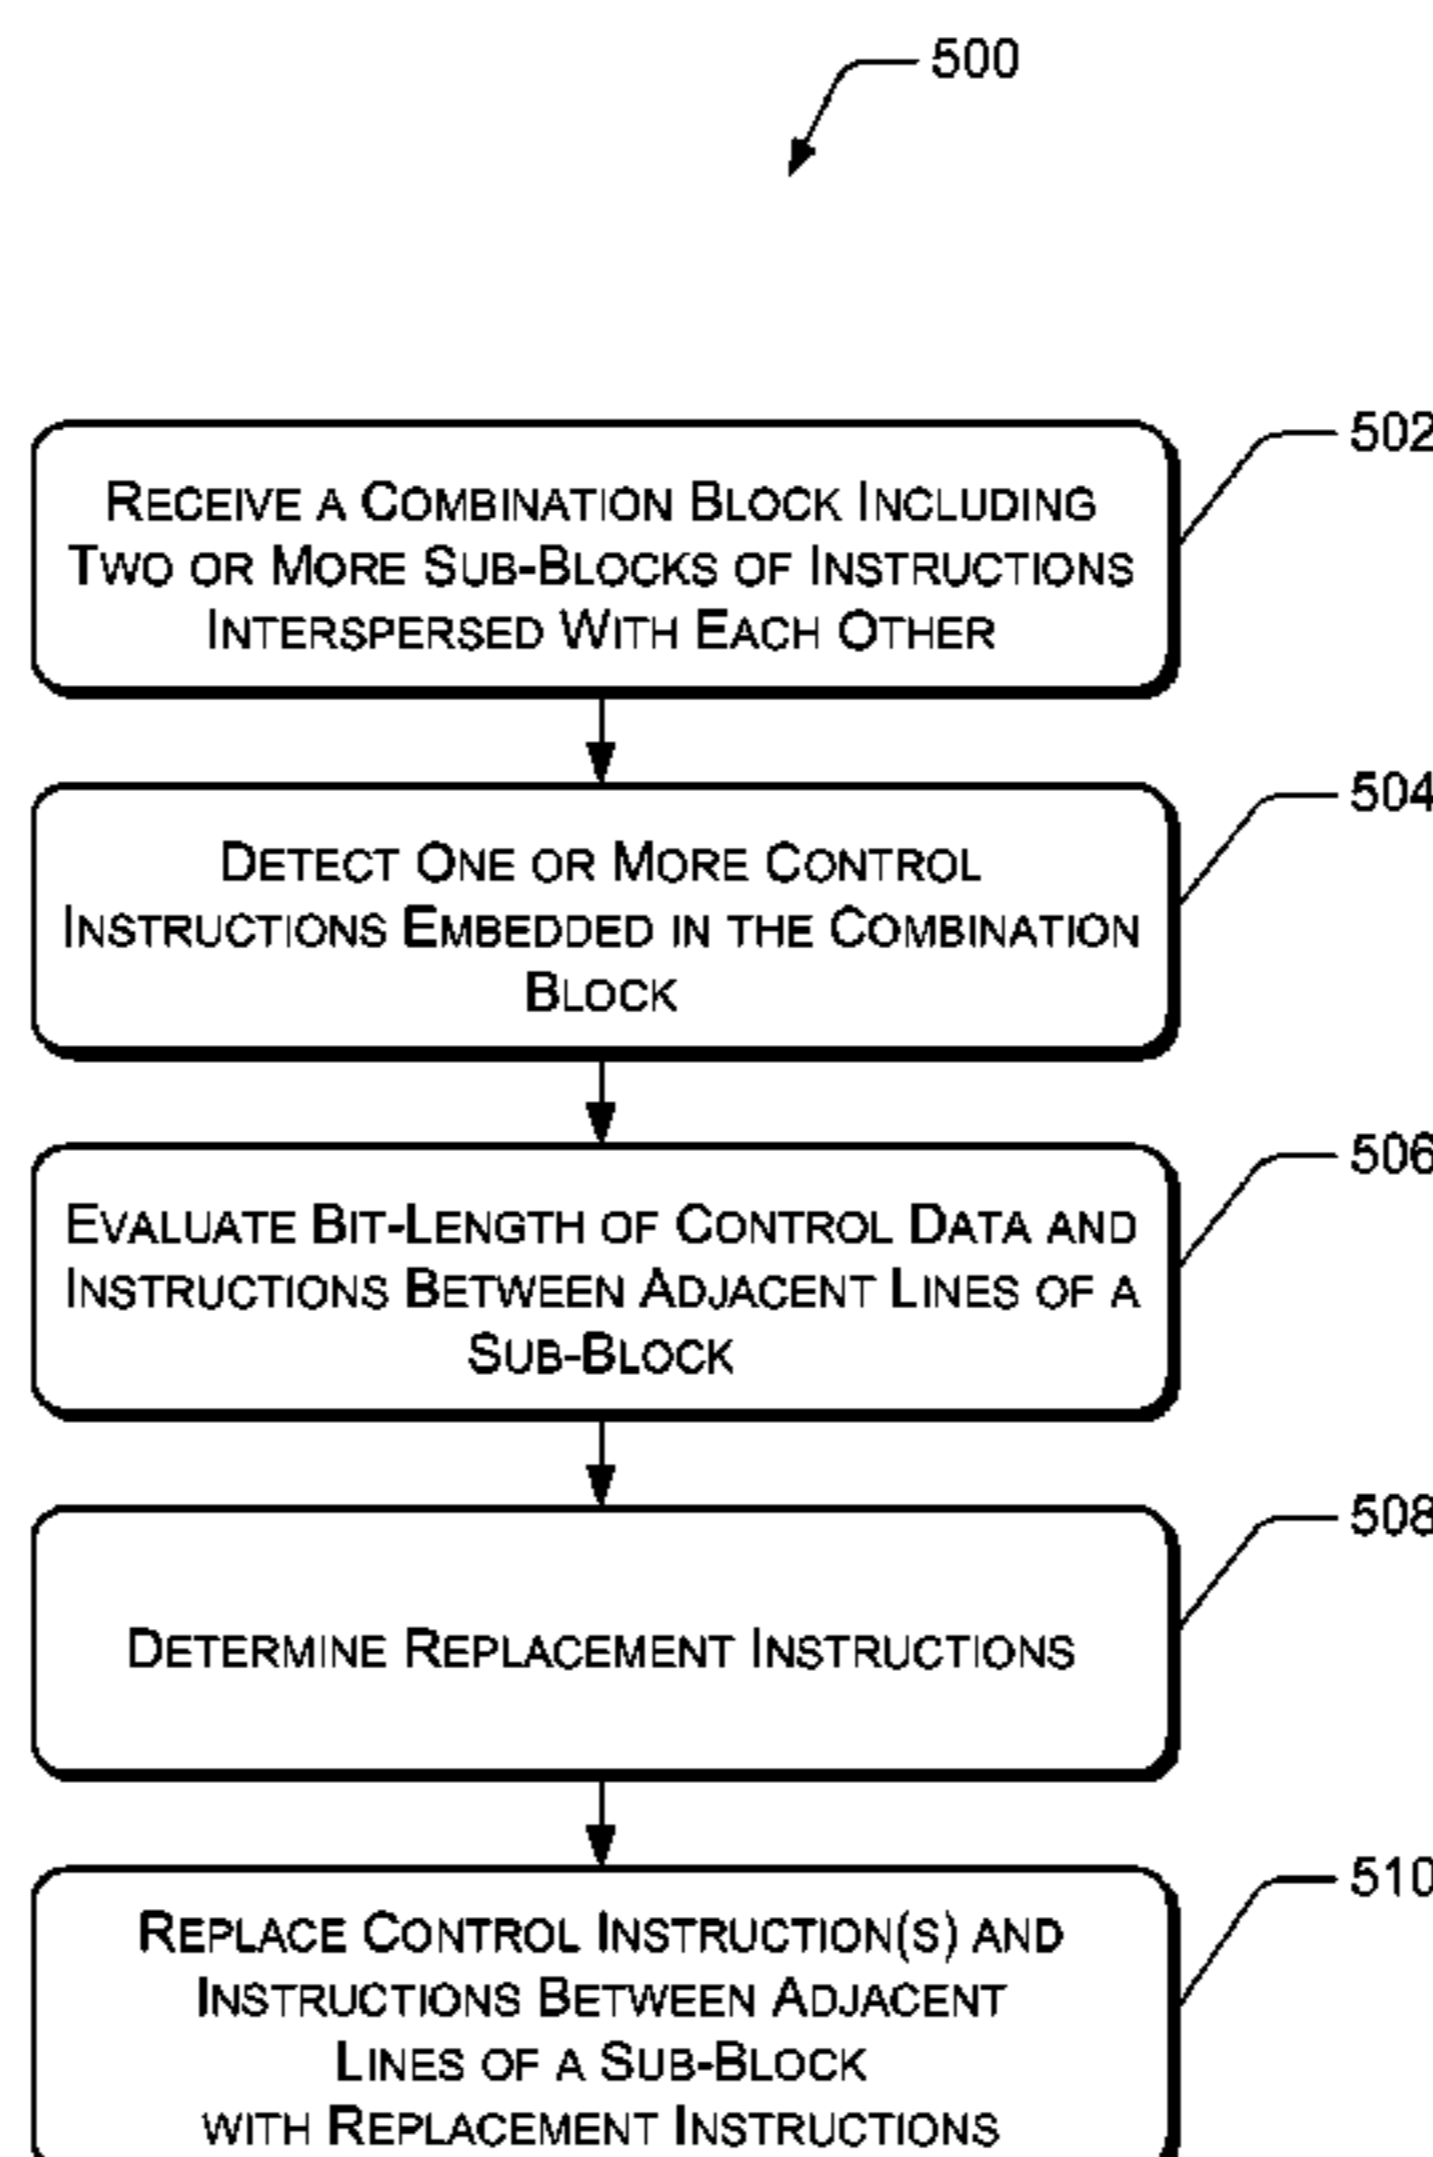 500
502
RECEIVE A COMBINATION BLOCK INCLUDING
TWO OR MORE SUB-BLOCKS OF INSTRUCTIONS
INTERSPERSED WITH EACH OTHER
504
DETECT ONE OR MORE CONTROL
INSTRUCTIONS EMBEDDED IN THE COMBINATION
BLOCK
506
EVALUATE BIT-LENGTH OF CONTROL DATA AND
INSTRUCTIONS BETWEEN ADJACENT LINES OF A
SUB-BLOCK
508
DETERMINE REPLACEMENT INSTRUCTIONS
510
REPLACE CONTROL INSTRUCTION(S) AND
INSTRUCTIONS BETWEEN ADJACENT
LINES OF A SUB-BLOCK
WITH REPLACEMENT INSTRUCTIONS